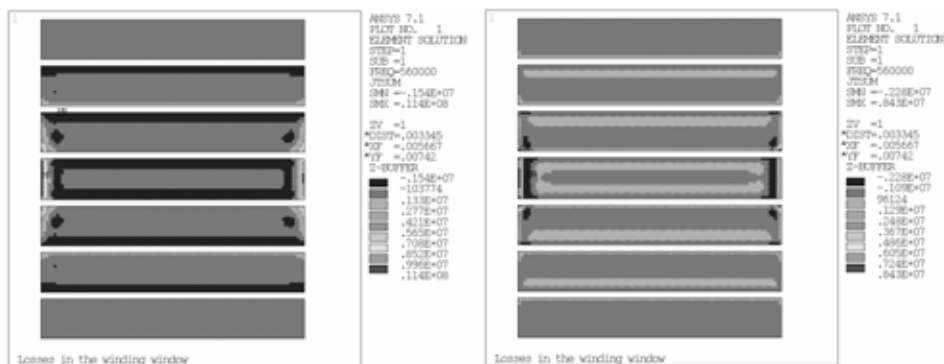 1
ANSYS 7.1
PLOT NO. 1
ELEMENT SOLUTION
STEP=1
SUB =1
FREQ=560000
JTSUM
SMN =-.154E+07
SMX =.114E+08
ZV =1
*DIST=.003345
*XF =.005667
*YF =.00742
Z-BUFFER
-.154E+07
-103774
.133E+07
.277E+07
.421E+07
.565E+07
.708E+07
.852E+07
.996E+07
.114E+08
Losses in the winding window
1
ANSYS 7.1
PLOT NO. 1
ELEMENT SOLUTION
STEP=1
SUB =1
FREQ=560000
JTSUM
SMN =-.228E+07
SMX =.843E+07
ZV =1
*DIST=.003345
*XF =.005667
*YF =.00742
Z-BUFFER
-.228E+07
-.109E+07
96124
.129E+07
.248E+07
.367E+07
.486E+07
.605E+07
.724E+07
.843E+07
Losses in the winding window